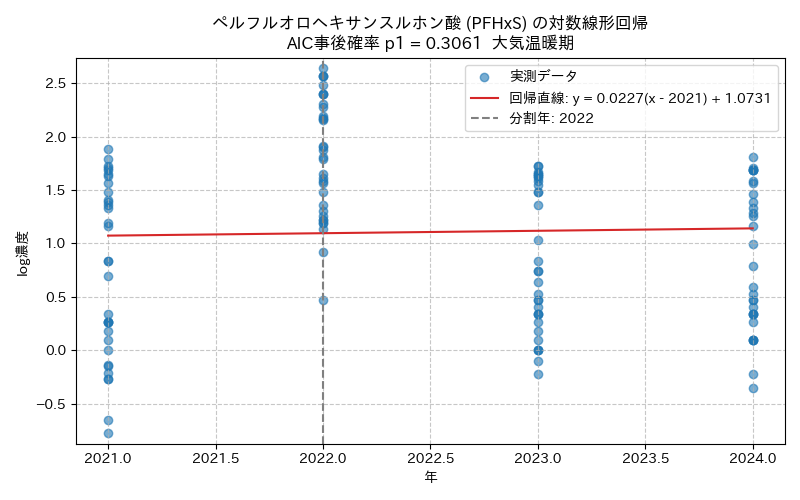 ペルフルオロヘキサンスルホン酸 (PFHxS) の対数線形回帰
AIC事後確率 p1 = 0.3061  大気温暖期
実測データ
回帰直線: y = 0.0227(x - 2021) + 1.0731
分割年: 2022
log濃度
2.5
2.0
1.5
1.0
0.5
0.0
−0.5
2021.0 2021.5 2022.0 2022.5 2023.0 2023.5 2024.0
年